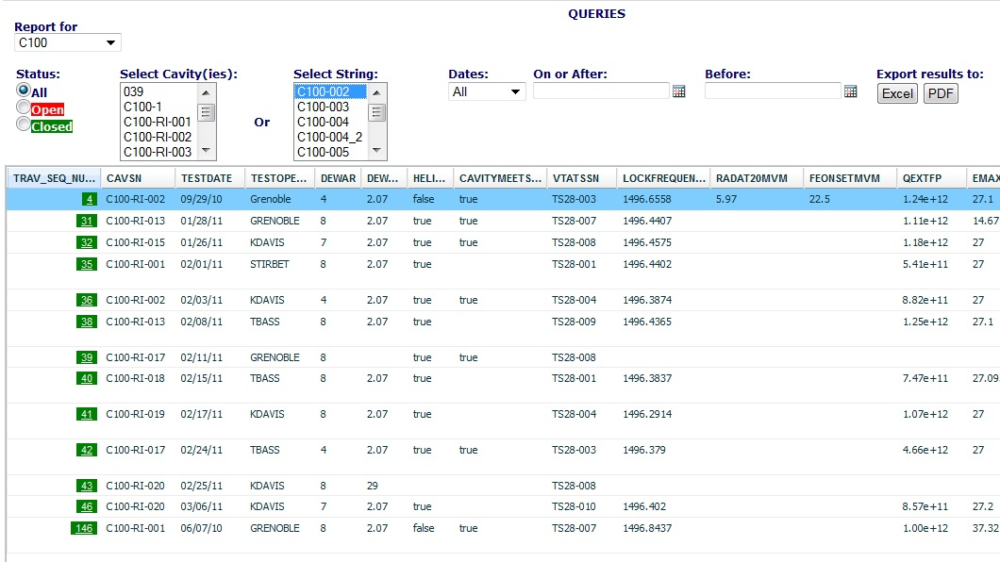 QUERIES
Report for
C100
Status: Select Cavity(ies): Select String: Dates: On or After: Before: Export results to:
All 039 C100-002 All Excel PDF
Open C100-1 C100-003
C100-RI-001 Or C100-004
Closed C100-RI-002 C100-004_2
C100-RI-003 C100-005
TRAV_SEQ_NU... CAVSN TESTDATE TESTOPE... DEWAR DEW... HELI... CAVITYMEETS... VTATSSN LOCKFREQUEN... RADAT20MVM FEONSETMVM QEXTFP EMAX
4 C100-RI-002 09/29/10 Grenoble 4 2.07 false true TS28-003 1496.6558 5.97 22.5 1.24e+12 27.1
31 C100-RI-013 01/28/11 GRENOBLE 8 2.07 true true TS28-007 1496.4407 1.11e+12 14.67
32 C100-RI-015 01/26/11 KDAVIS 7 2.07 true true TS28-008 1496.4575 1.18e+12 27
35 C100-RI-001 02/01/11 STIRBET 8 2.07 true TS28-001 1496.4402 5.41e+11 27
36 C100-RI-002 02/03/11 KDAVIS 4 2.07 true true TS28-004 1496.3874 8.82e+11 27
38 C100-RI-013 02/08/11 TBASS 8 2.07 true TS28-009 1496.4365 1.25e+12 27.1
39 C100-RI-017 02/11/11 GRENOBLE 8 true true TS28-008
40 C100-RI-018 02/15/11 TBASS 8 2.07 true TS28-001 1496.3837 7.47e+11 27.09
41 C100-RI-019 02/17/11 KDAVIS 8 2.07 true TS28-004 1496.2914 1.07e+12 27
42 C100-RI-017 02/24/11 TBASS 4 2.07 true true TS28-003 1496.379 4.66e+12 27
43 C100-RI-020 02/25/11 KDAVIS 8 29 TS28-008
46 C100-RI-020 03/06/11 KDAVIS 7 2.07 true TS28-010 1496.402 8.57e+11 27.2
146 C100-RI-001 06/07/10 GRENOBLE 8 2.07 false true TS28-007 1496.8437 1.00e+12 37.32